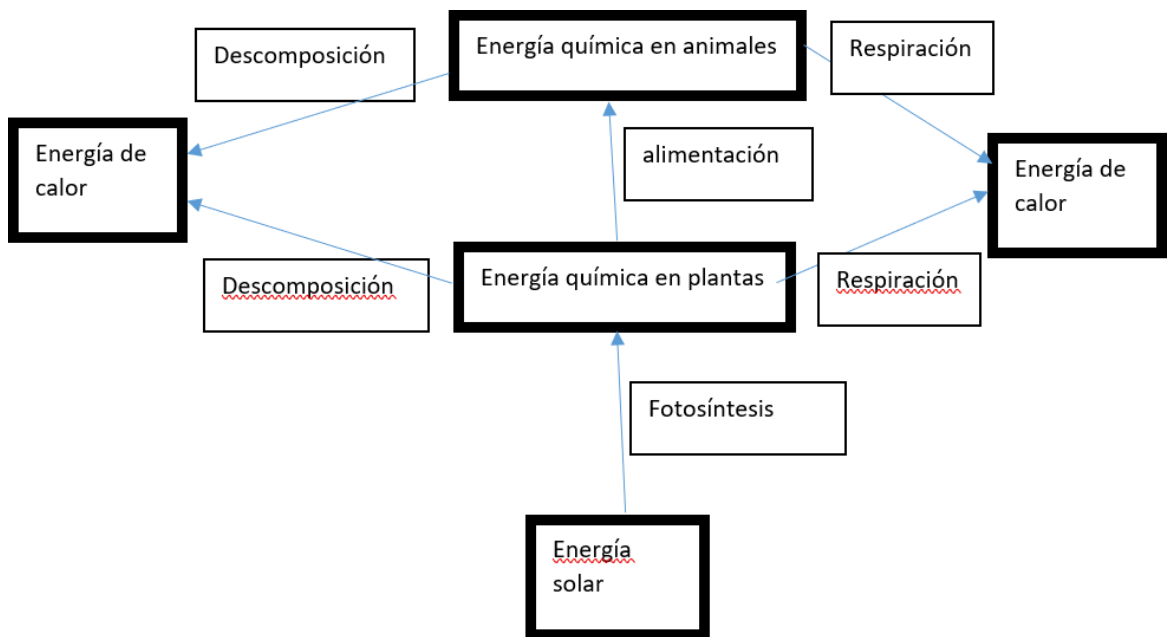 Descomposición
Energía química en animales
Respiración
Energía de
calor
alimentación
Energía de
calor
Descomposición
Energía química en plantas
Respiración
Fotosíntesis
Energía
solar